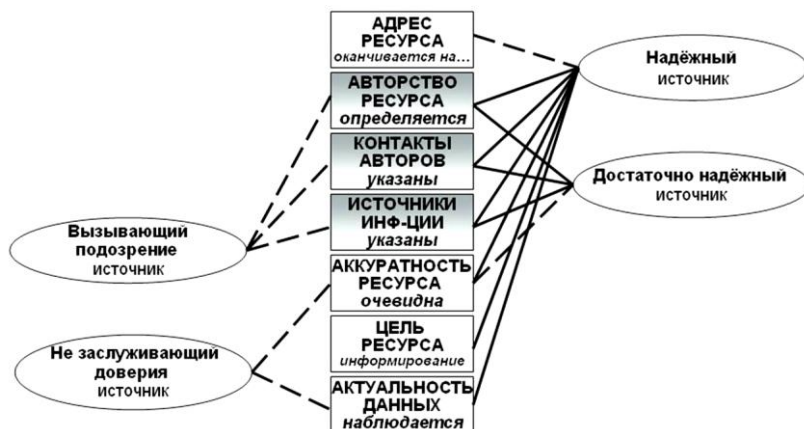 АДРЕС
РЕСУРСА
оканчивается на...
АВТОРСТВО
РЕСУРСА
определяется
КОНТАКТЫ
АВТОРОВ
указаны
ИСТОЧНИКИ
ИНФ-ЦИИ
указаны
АККУРАТНОСТЬ
РЕСУРСА
очевидна
ЦЕЛЬ
РЕСУРСА
информирование
АКТУАЛЬНОСТЬ
ДАННЫХ
наблюдается
Вызывающий
подозрение
источник
Не заслуживающий
доверия
источник
Надёжный
источник
Достаточно надёжный
источник